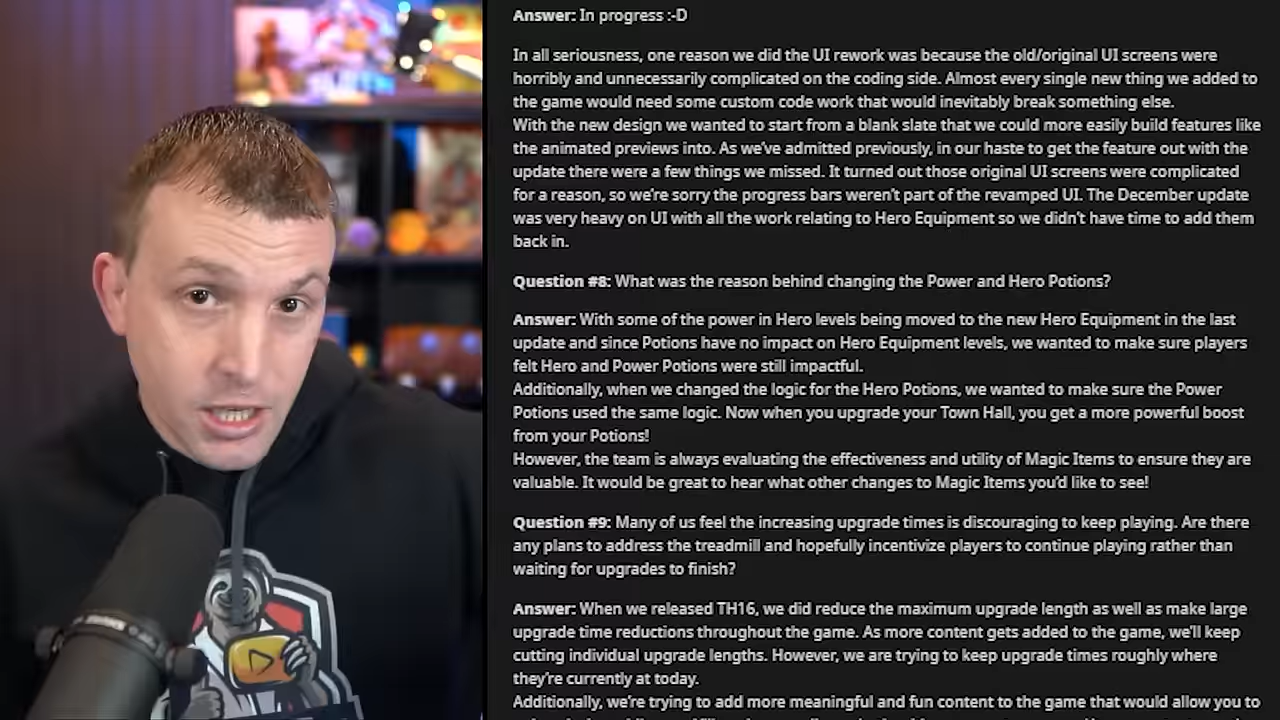 Answer: In progress :-D
In all seriousness, one reason we did the UI rework was because the old/original UI screens were
horribly and unnecessarily complicated on the coding side. Almost every single new thing we added to
the game would need some custom code work that would inevitably break something else.
With the new design we wanted to start from a blank slate that we could more easily build features like
the animated previews into. As we've admitted previously, in our haste to get the feature out with the
update there were a few things we missed. It turned out those original UI screens were complicated
for a reason, so we're sorry the progress bars weren't part of the revamped UI. The December update
was very heavy on UI with all the work relating to Hero Equipment so we didn't have time to add them
back in.
Question #8: What was the reason behind changing the Power and Hero Potions?
Answer: With some of the power in Hero levels being moved to the new Hero Equipment in the last
update and since Potions have no impact on Hero Equipment levels, we wanted to make sure players
felt Hero and Power Potions were still impactful.
Additionally, when we changed the logic for the Hero Potions, we wanted to make sure the Power
Potions used the same logic. Now when you upgrade your Town Hall, you get a more powerful boost
from your Potions!
However, the team is always evaluating the effectiveness and utility of Magic Items to ensure they are
valuable. It would be great to hear what other changes to Magic Items you'd like to see!
Question #9: Many of us feel the increasing upgrade times is discouraging to keep playing. Are there
any plans to address the treadmill and hopefully incentivize players to continue playing rather than
waiting for upgrades to finish?
Answer: When we released TH16, we did reduce the maximum upgrade length as well as make large
upgrade time reductions throughout the game. As more content gets added to the game, we'll keep
cutting individual upgrade lengths. However, we are trying to keep upgrade times roughly where
they're currently at today.
Additionally, we're trying to add more meaningful and fun content to the game that would allow you to